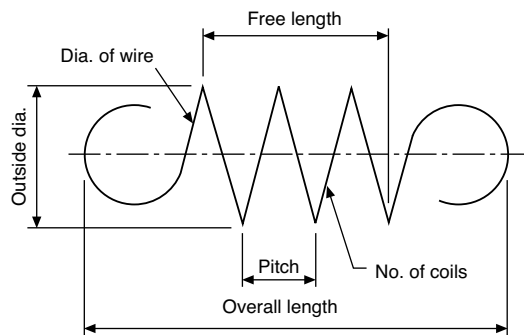 Free length
Dia. of wire
Outside dia.
Pitch
No. of coils
Overall length